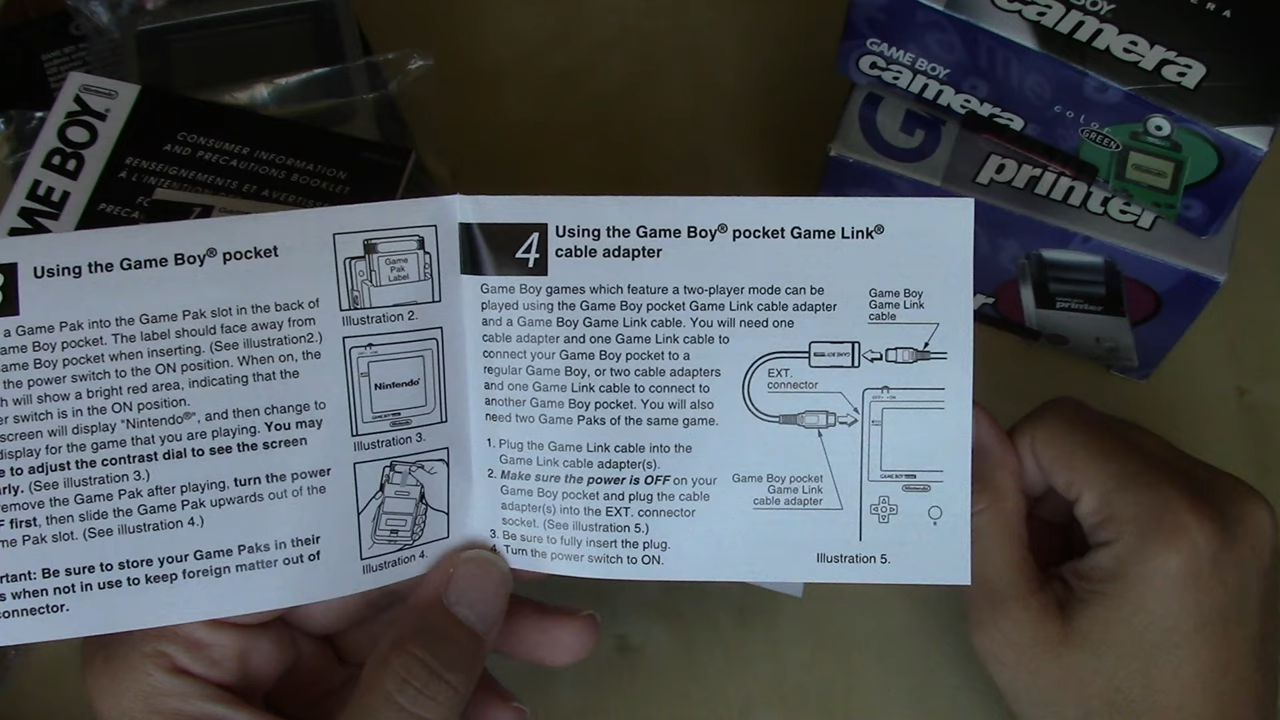 GAME BOY
camera
GAME BOY
camera
COLOR
GREEN
G
printer
printer
Nintendo
ME BOY
CONSUMER INFORMATION
AND PRECAUTIONS BOOKLET
RENSEIGNEMENTS ET AVERTISSE
À L'INTENTION
PRÉCA
Using the Game Boy® pocket
a Game Pak into the Game Pak slot in the back of
ame Boy pocket. The label should face away from
ame Boy pocket when inserting. (See illustration2.)
the power switch to the ON position. When on, the
h will show a bright red area, indicating that the
er switch is in the ON position.
screen will display "Nintendo®", and then change to
display for the game that you are playing. You may
e to adjust the contrast dial to see the screen
rly. (See illustration 3.)
emove the Game Pak after playing, turn the power
F first, then slide the Game Pak upwards out of the
me Pak slot. (See illustration 4.)
rtant: Be sure to store your Game Paks in their
s when not in use to keep foreign matter out of
connector.
Game
Pak
Label
Illustration 2.
Nintendo
GAME BOY
Illustration 3.
Illustration 4.
4
Using the Game Boy® pocket Game Link®
cable adapter
Game Boy games which feature a two-player mode can be
played using the Game Boy pocket Game Link cable adapter
and a Game Boy Game Link cable. You will need one
cable adapter and one Game Link cable to
connect your Game Boy pocket to a
regular Game Boy, or two cable adapters
and one Game Link cable to connect to
another Game Boy pocket. You will also
need two Game Paks of the same game.
1. Plug the Game Link cable into the
Game Link cable adapter(s).
2. Make sure the power is OFF on your
Game Boy pocket and plug the cable
adapter(s) into the EXT. connector
socket. (See illustration 5.)
3. Be sure to fully insert the plug.
4. Turn the power switch to ON.
Game Boy
Game Link
cable
EXT.
connector
Game Boy pocket
Game Link
cable adapter
GAME BOY
Nintendo
Illustration 5.